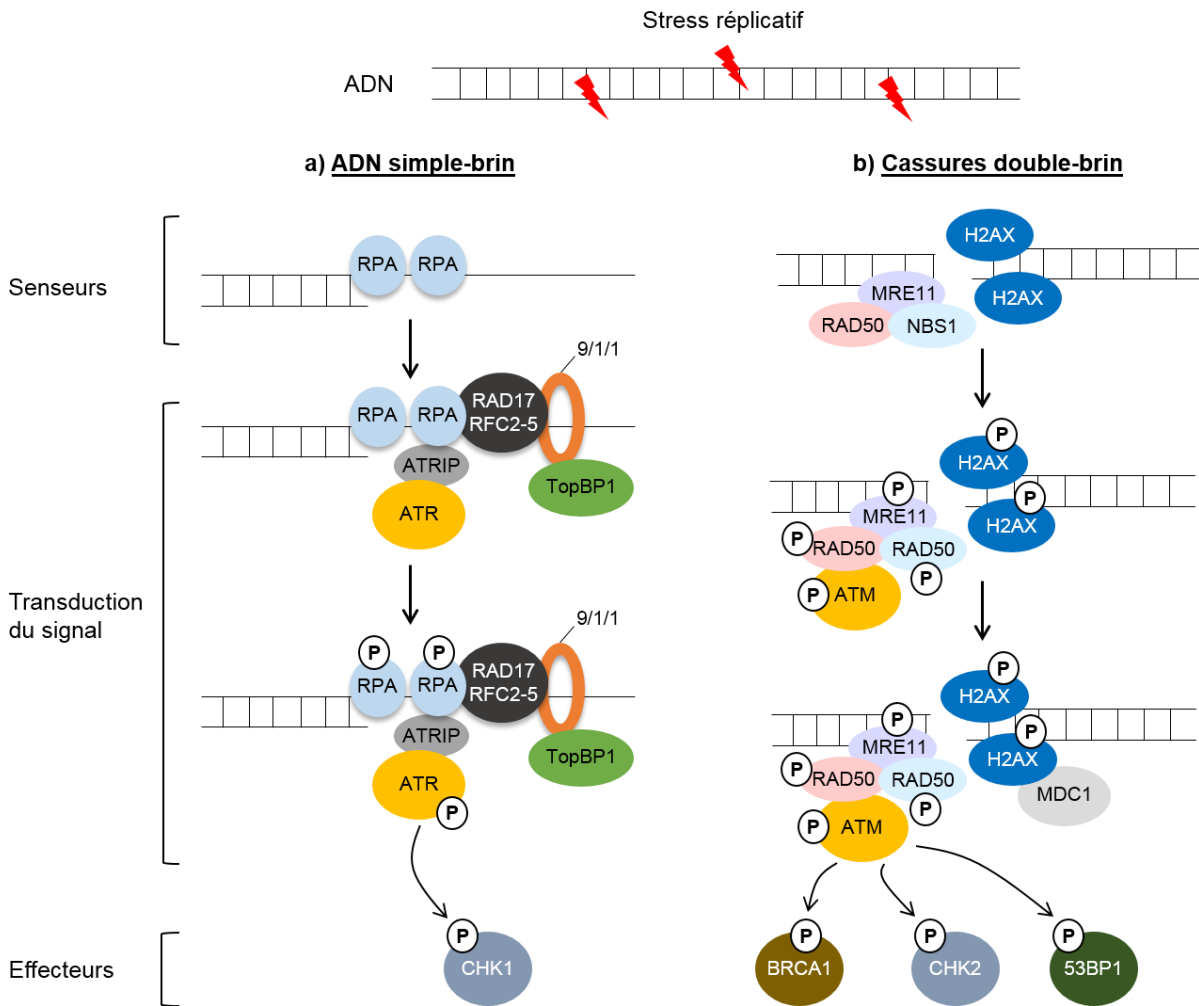 Stress réplicatif
ADN
a) ADN simple-brin
b) Cassures double-brin
Senseurs
RPA
RPA
H2AX
H2AX
MRE11
RAD50
NBS1
Transduction
du signal
9/1/1
RPA
RPA
RAD17
RFC2-5
ATRIP
ATR
TopBP1
P
H2AX
P
H2AX
P
MRE11
P
RAD50
RAD50
P
P
ATM
9/1/1
P
P
RPA
RPA
RAD17
RFC2-5
ATRIP
ATR
P
TopBP1
P
H2AX
P
H2AX
MDC1
P
MRE11
P
RAD50
RAD50
P
P
ATM
Effecteurs
P
CHK1
P
BRCA1
P
CHK2
P
53BP1